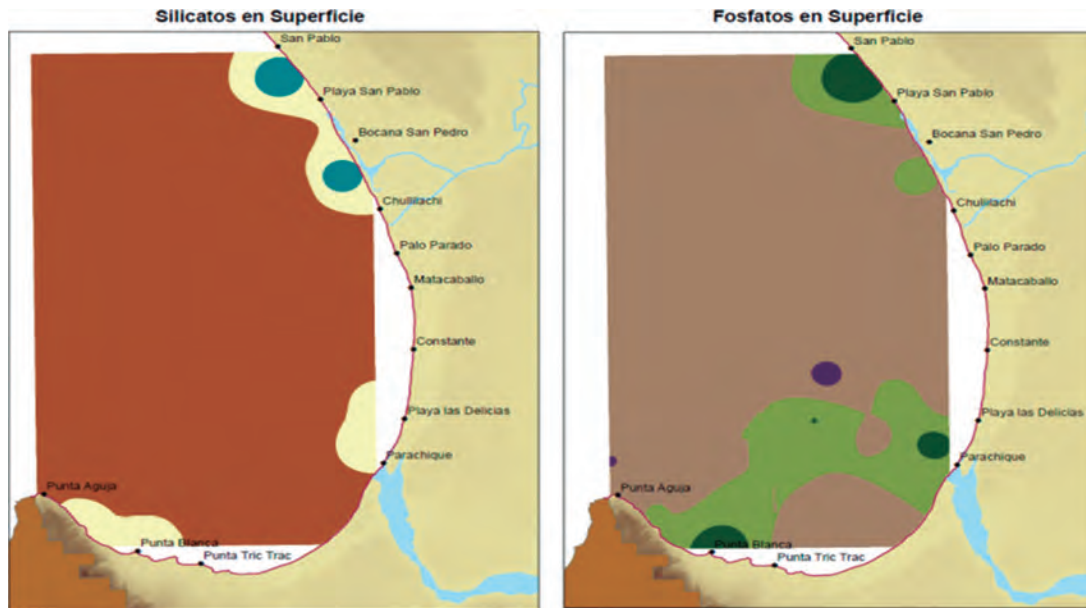 Silicatos en Superficie
San Pablo
Playa San Pablo
Bocana San Pedro
Chullilachi
Palo Parado
Matacaballo
Constante
Playa las Delicias
Parachique
Punta Aguja
Punta Blanca
Punta Tric Trac
Fosfatos en Superficie
San Pablo
Playa San Pablo
Bocana San Pedro
Chullilachi
Palo Parado
Matacaballo
Constante
Playa las Delicias
Parachique
Punta Aguja
Punta Blanca
Punta Tric Trac